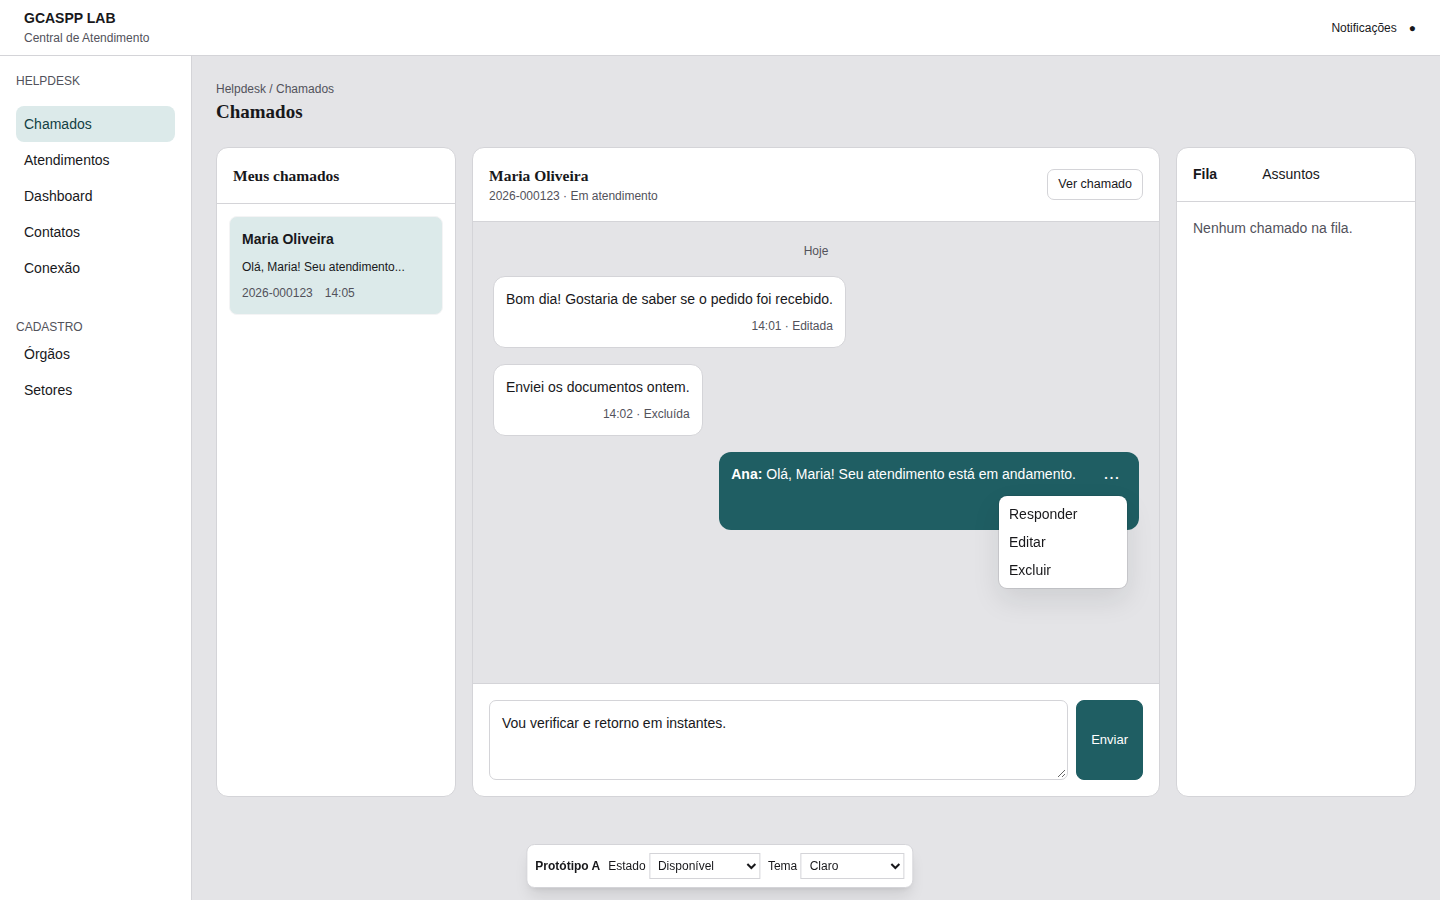 GCASPP LAB
Central de Atendimento
Notificações
HELPDESK
Chamados
Atendimentos
Dashboard
Contatos
Conexão
CADASTRO
Órgãos
Setores
Helpdesk / Chamados
Chamados
Meus chamados
Maria Oliveira
Olá, Maria! Seu atendimento...
2026-000123 14:05
Maria Oliveira
2026-000123 · Em atendimento
Ver chamado
Hoje
Bom dia! Gostaria de saber se o pedido foi recebido.
14:01 · Editada
Enviei os documentos ontem.
14:02 · Excluída
Ana: Olá, Maria! Seu atendimento está em andamento. ...
Responder
Editar
Excluir
Vou verificar e retorno em instantes.
Enviar
Fila Assuntos
Nenhum chamado na fila.
Protótipo A Estado Disponível Tema Claro